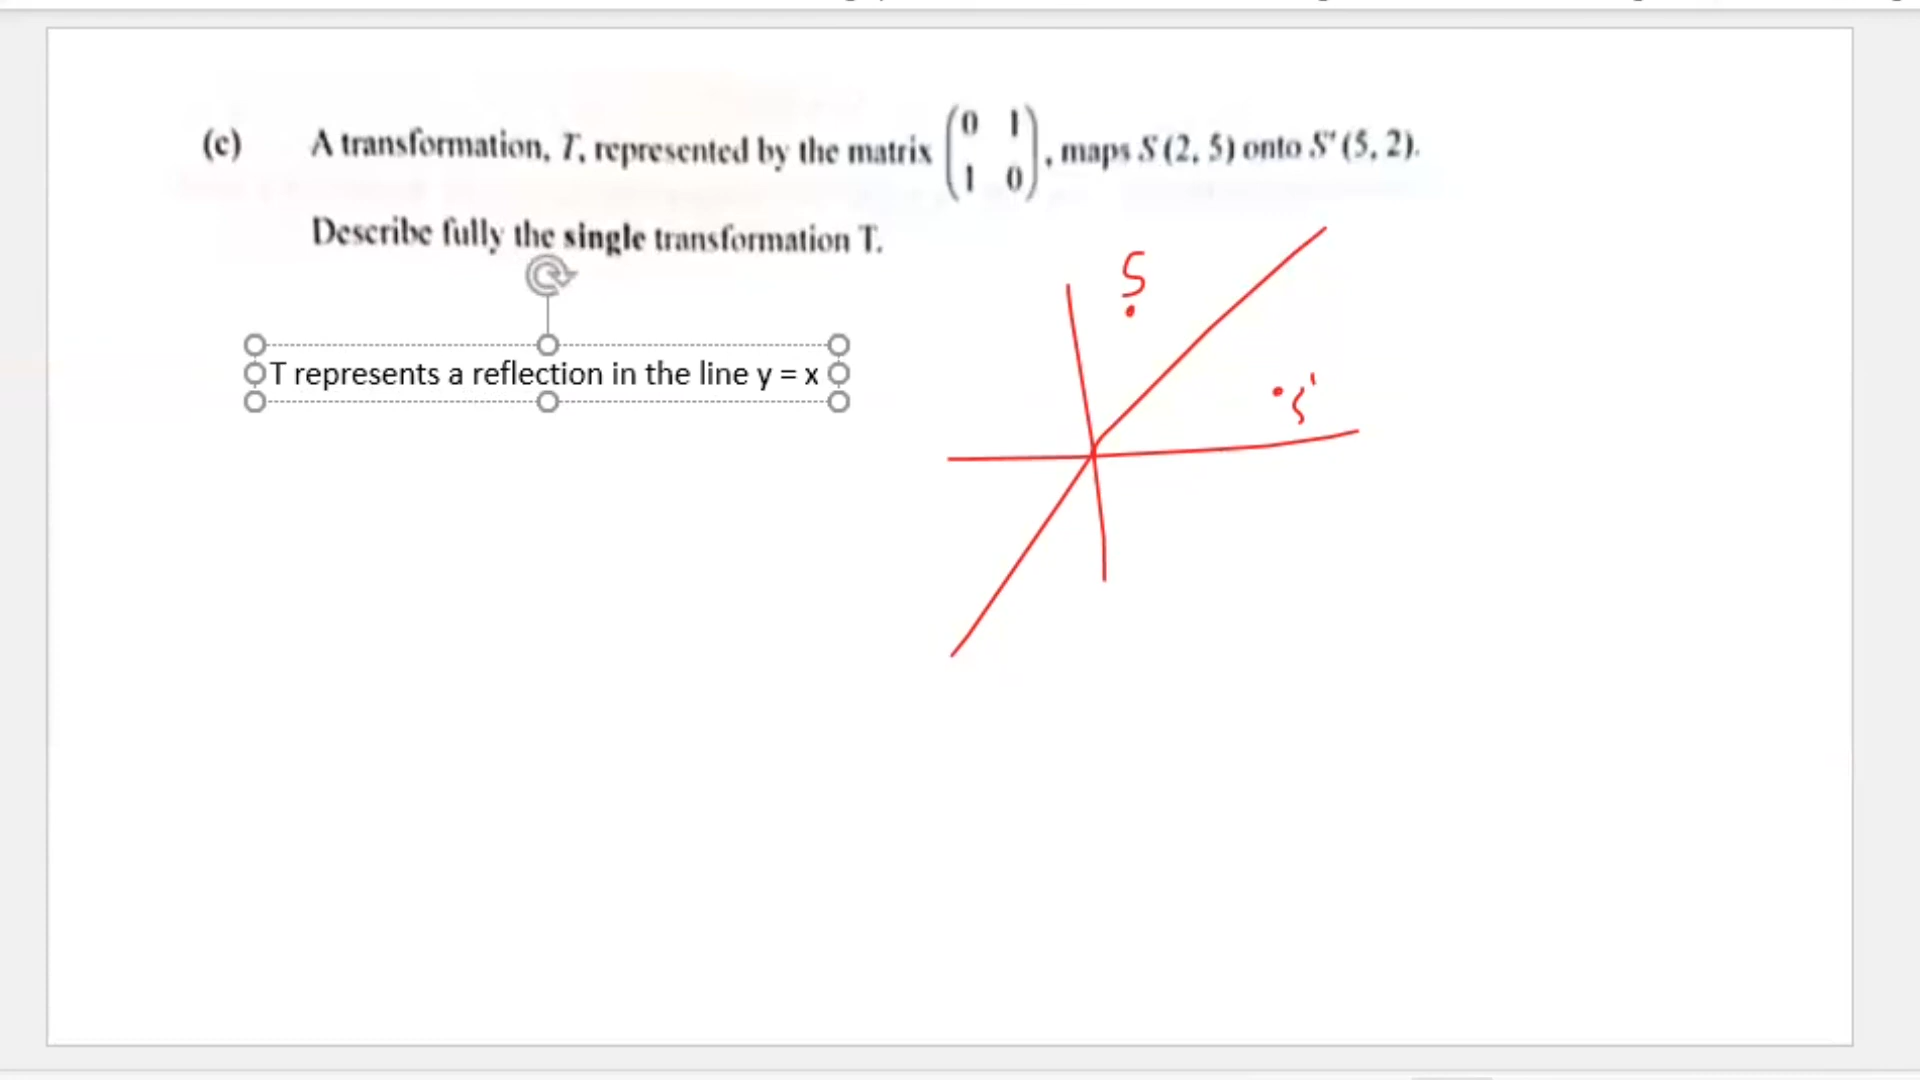 (c) A transformation, T, represented by the matrix (0 1 / 1 0), maps S (2, 5) onto S' (5, 2).
Describe fully the single transformation T.
S
T represents a reflection in the line y = x
S'